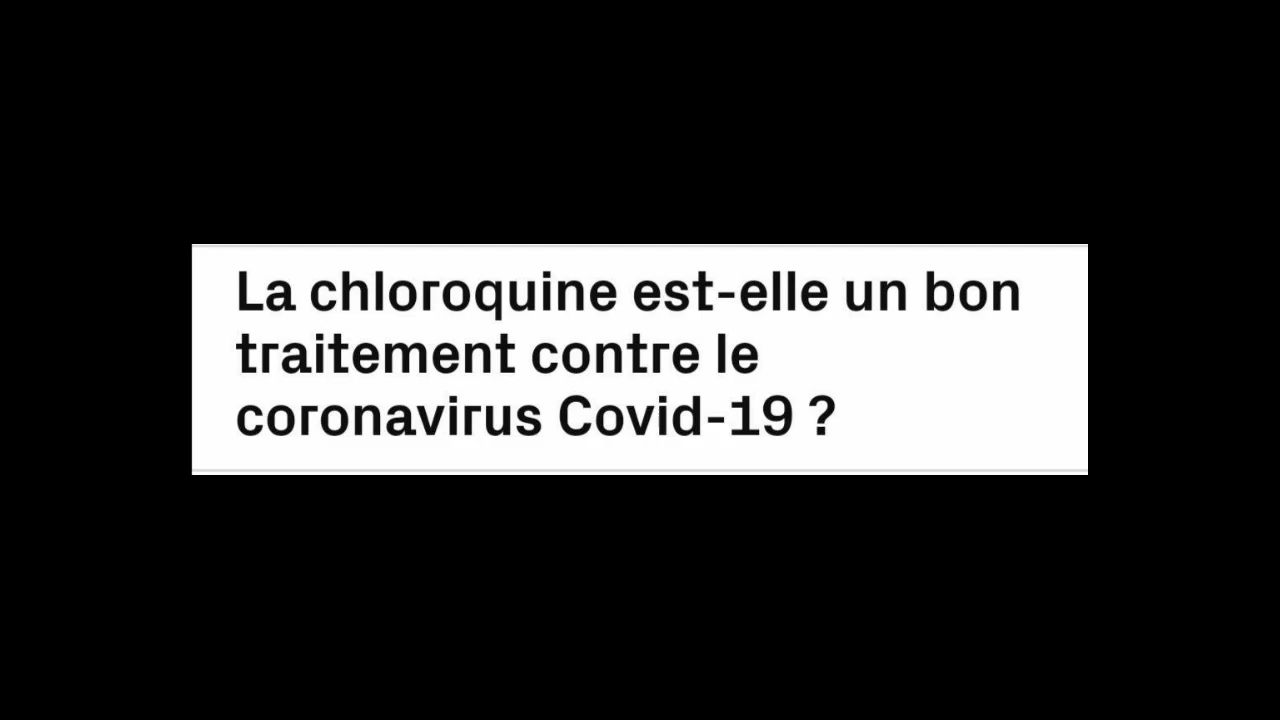 La chloroquine est-elle un bon
traitement contre le
coronavirus Covid-19 ?